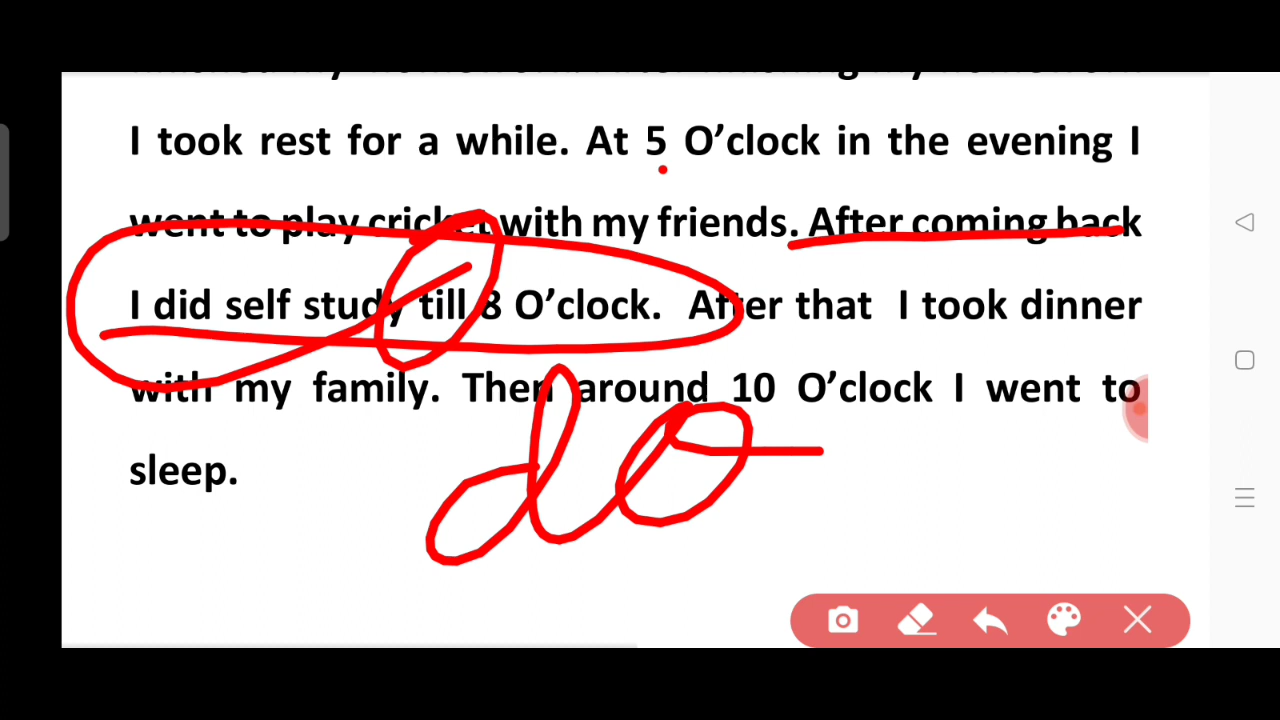 I took rest for a while. At 5 O’clock in the evening I
went to play cricket with my friends. After coming back
I did self study till 8 O’clock. After that I took dinner
with my family. Then around 10 O’clock I went to
sleep.
do